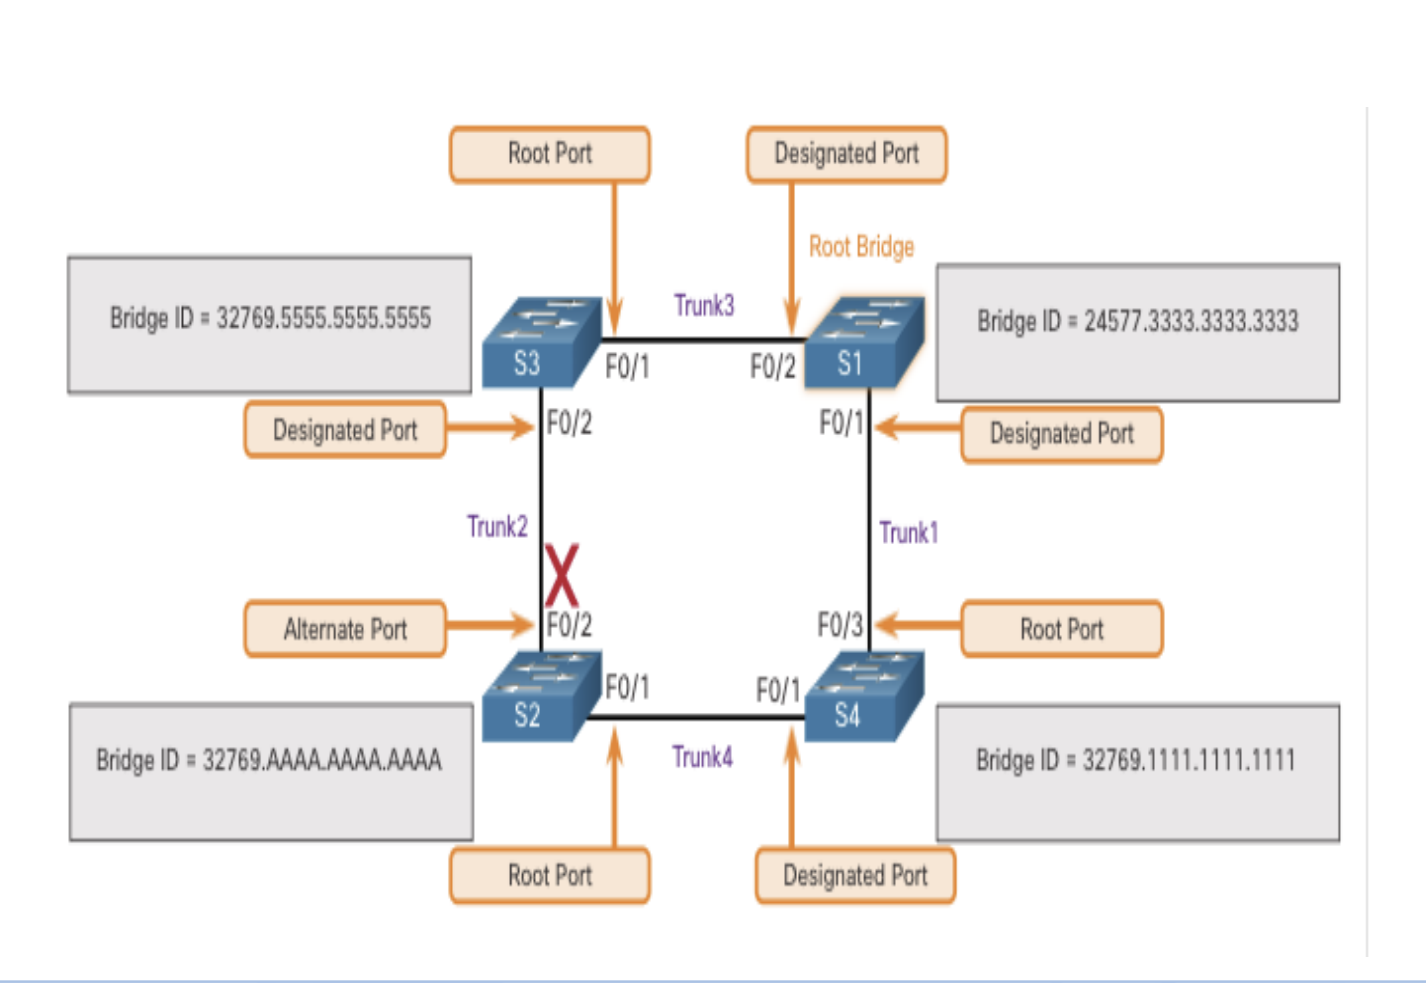 Root Port
Designated Port
Root Bridge
Bridge ID = 32769.5555.5555.5555
Trunk3
Bridge ID = 24577.3333.3333.3333
S3
F0/1
F0/2
S1
Designated Port
F0/2
F0/1
Designated Port
Trunk2
Trunk1
X
Alternate Port
F0/2
F0/3
Root Port
S2
F0/1
F0/1
S4
Bridge ID = 32769.AAAA.AAAA.AAAA
Trunk4
Bridge ID = 32769.1111.1111.1111
Root Port
Designated Port